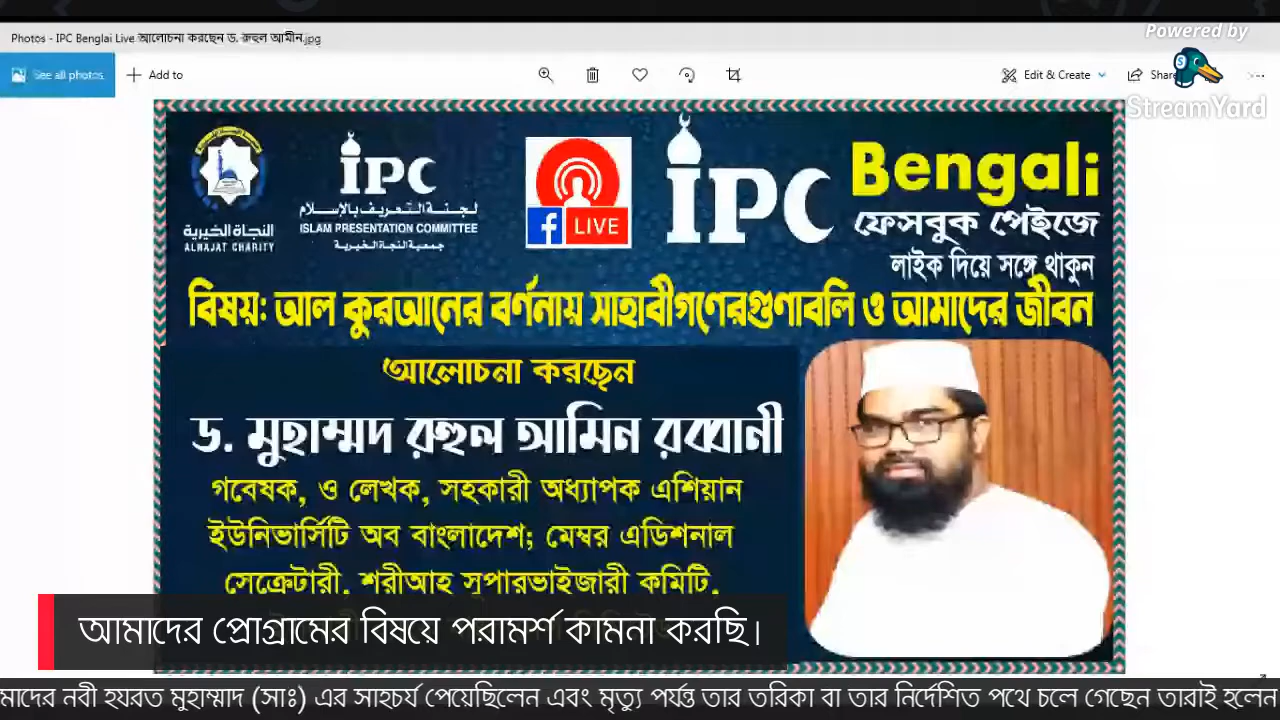 Powered by
Photos - IPC Benglai Live আলোচনা করছেন ড. রুহুল আমীন.jpg
See all photos
Add to
Edit & Create
StreamYard
النجاة الخيرية
ALNAJAT CHARITY
IPC
لجنة التعريف بالإسلام
ISLAM PRESENTATION COMMITTEE
جمعية النجاة الخيرية
f LIVE
IPC Bengali
ফেসবুক পেইজে
লাইক দিয়ে সঙ্গে থাকুন
বিষয়: আল কুরআনের বর্ণনায় সাহাবীগণেরগুণাবলি ও আমাদের জীবন
আলোচনা করছেন
ড. মুহাম্মদ রুহুল আমিন রব্বানী
গবেষক, ও লেখক, সহকারী অধ্যাপক এশিয়ান
ইউনিভার্সিটি অব বাংলাদেশ; মেম্বর এডিশনাল
সেক্রেটারী, শরীআহ সুপারভাইজারী কমিটি,
আমাদের প্রোগ্রামের বিষয়ে পরামর্শ কামনা করছি।
মাদের নবী হযরত মুহাম্মাদ (সাঃ) এর সাহচর্য পেয়েছিলেন এবং মৃত্যু পর্যন্ত তার তরিকা বা তার নির্দেশিত পথে চলে গেছেন তারাই হলেন